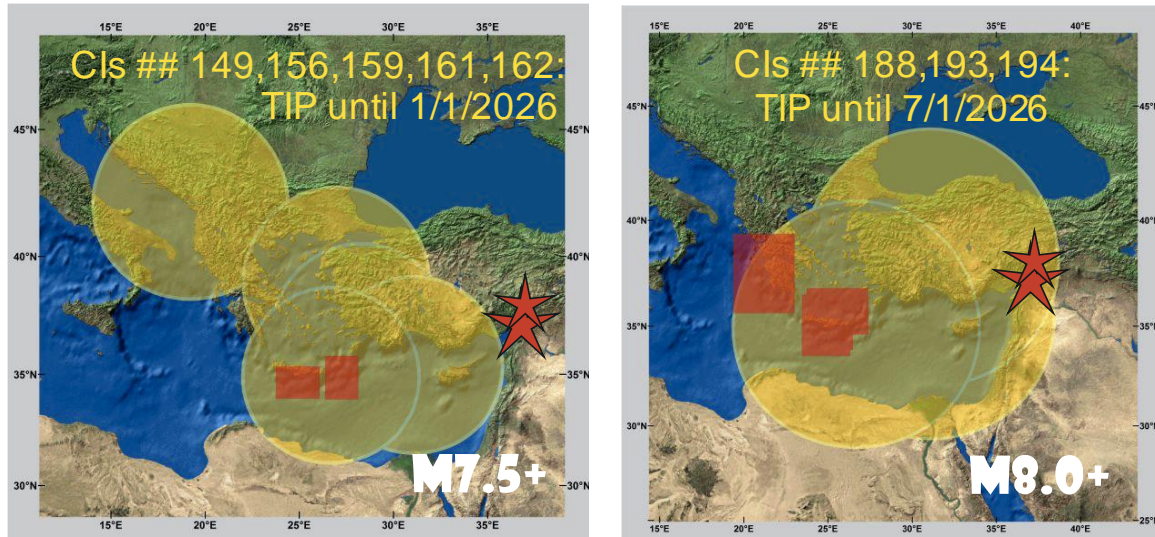 15°E 20°E 25°E 30°E 35°E
CIs ## 149,156,159,161,162:
TIP until 1/1/2026
45°N 45°N
40°N 40°N
35°N 35°N
30°N 30°N
M7.5+
15°E 20°E 25°E 30°E 35°E
15°E 20°E 25°E 30°E 35°E 40°E
CIs ## 188,193,194:
TIP until 7/1/2026
45°N 45°N
40°N 40°N
35°N 35°N
30°N 30°N
M8.0+
25°N 25°N
15°E 20°E 25°E 30°E 35°E 40°E